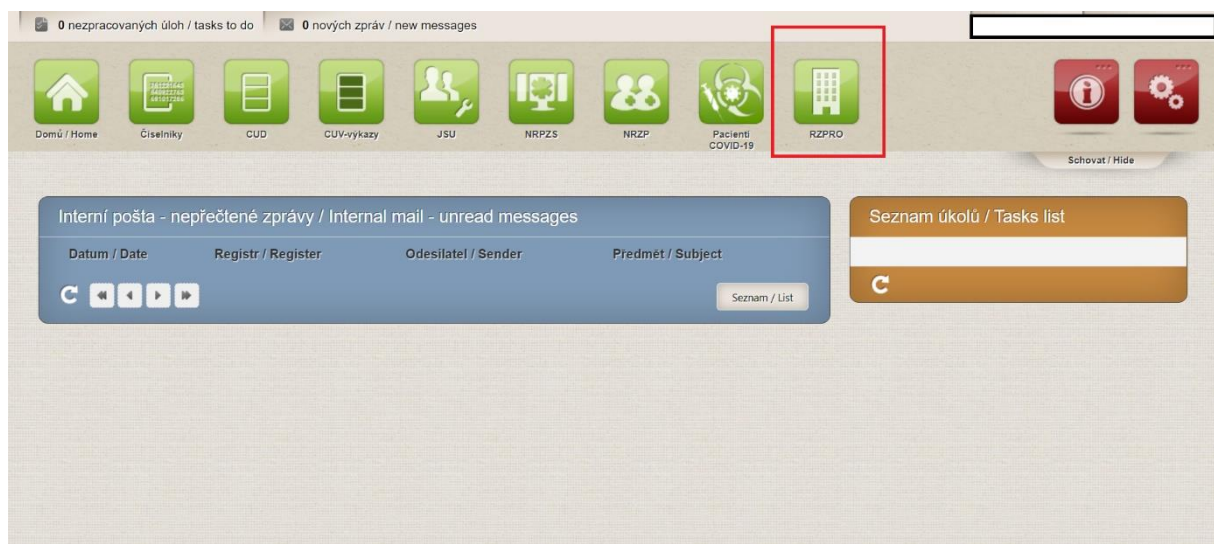 0 nezpracovaných úloh / tasks to do
0 nových zpráv / new messages
Domů / Home
Číselníky
CUD
CUV-výkazy
JSU
NRPZS
NRZP
Pacienti
COVID-19
RZPRO
Schovat / Hide
Interní pošta - nepřečtené zprávy / Internal mail - unread messages
Datum / Date
Registr / Register
Odesilatel / Sender
Předmět / Subject
Seznam / List
Seznam úkolů / Tasks list